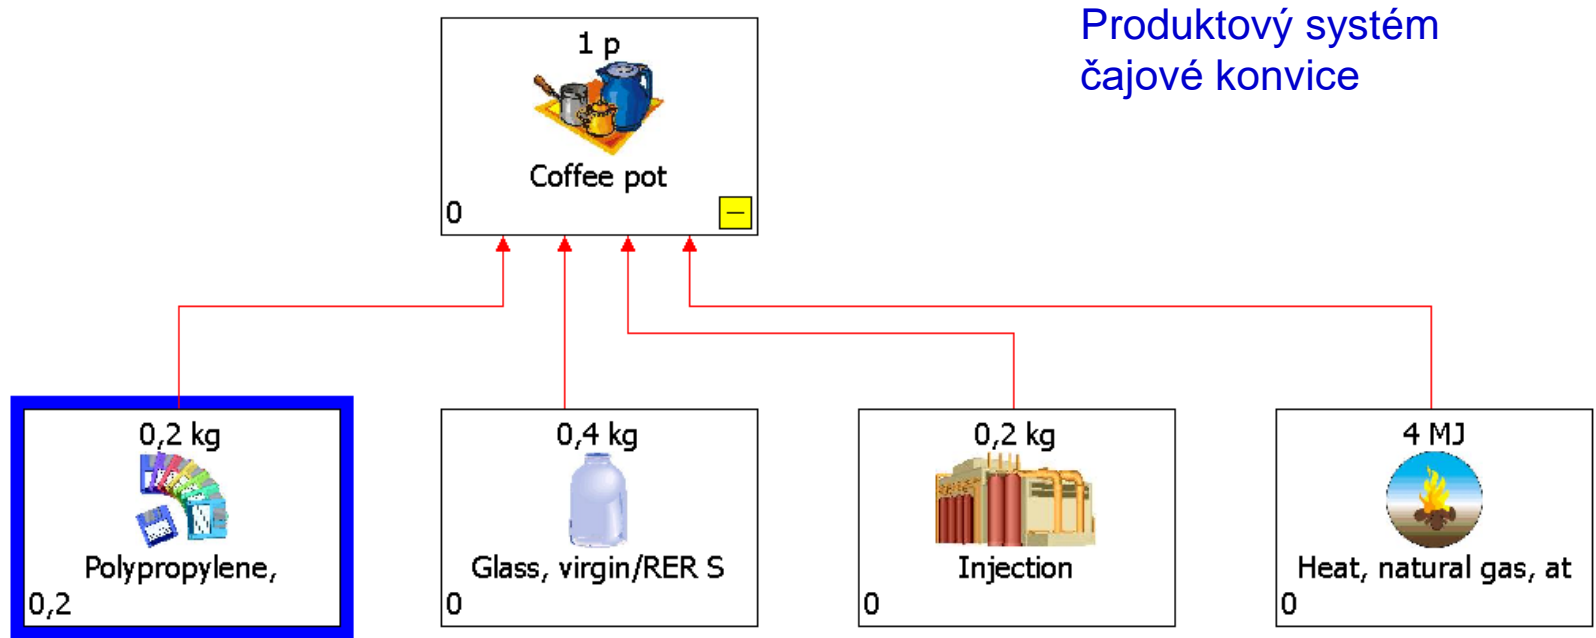 Produktový systém
čajové konvice
1 p
Coffee pot
0
0,2 kg
Polypropylene,
0,2
0,4 kg
Glass, virgin/RER S
0
0,2 kg
Injection
0
4 MJ
Heat, natural gas, at
0